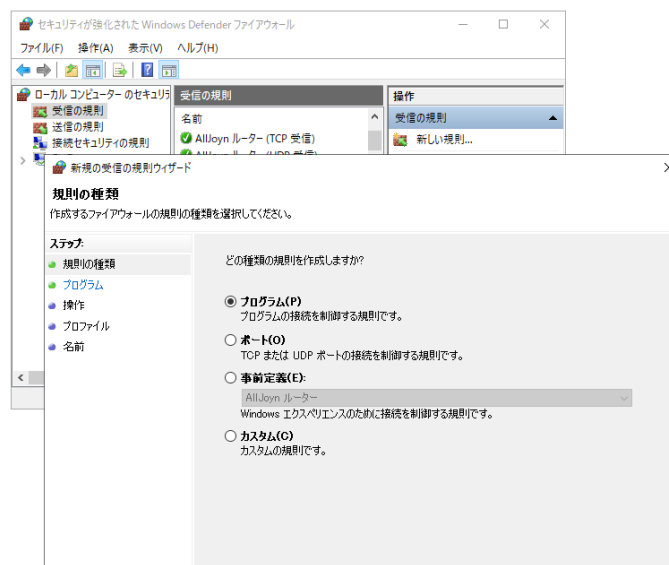 セキュリティが強化された Windows Defender ファイアウォール
ファイル(F) 操作(A) 表示(V) ヘルプ(H)
ローカル コンピューターのセキュリテ
受信の規則
送信の規則
接続セキュリティの規則
受信の規則
名前
AllJoyn ルーター (TCP 受信)
操作
受信の規則
新しい規則...
新規の受信の規則ウィザード
規則の種類
作成するファイアウォールの規則の種類を選択してください。
ステップ:
規則の種類
プログラム
操作
プロファイル
名前
どの種類の規則を作成しますか?
プログラム(P)
プログラムの接続を制御する規則です。
ポート(O)
TCP または UDP ポートの接続を制御する規則です。
事前定義(E):
AllJoyn ルーター
Windows エクスペリエンスのために接続を制御する規則です。
カスタム(C)
カスタムの規則です。